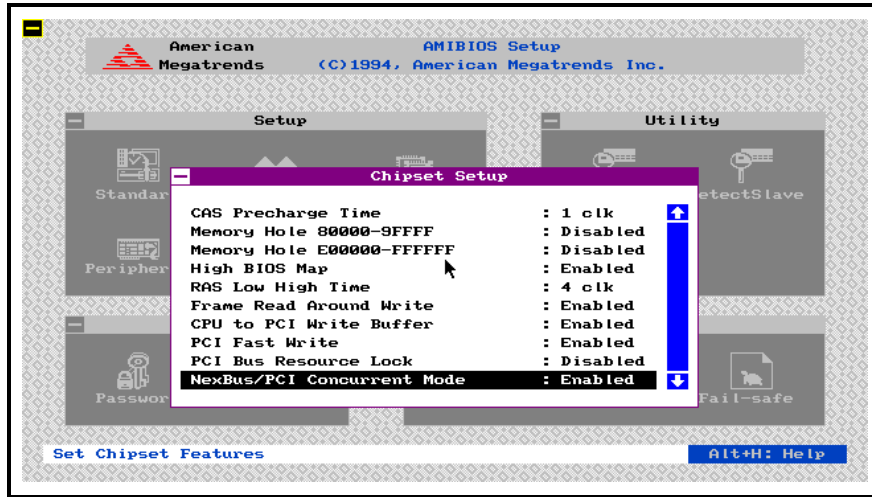 American
Megatrends
AMIBIOS Setup
(C)1994, American Megatrends Inc.
Setup
Utility
Standar
etectSlave
Peripher
Chipset Setup
CAS Precharge Time : 1 clk
Memory Hole 80000-9FFFF : Disabled
Memory Hole E00000-FFFFFF : Disabled
High BIOS Map : Enabled
RAS Low High Time : 4 clk
Frame Read Around Write : Enabled
CPU to PCI Write Buffer : Enabled
PCI Fast Write : Enabled
PCI Bus Resource Lock : Disabled
NexBus/PCI Concurrent Mode : Enabled
Passwor
Fail-safe
Set Chipset Features
Alt+H: Help